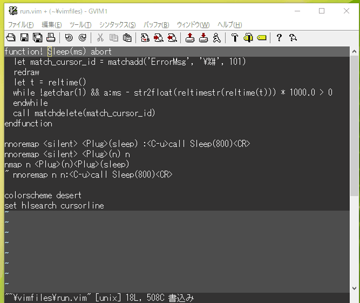 run.vim = (~¥vimfiles) - GVIM1
ファイル(F) 編集(E) ツール(T) シンタックス(S) バッファ(B) ウィンドウ(W) ヘルプ(H)
function! Sleep(ms) abort
  let match_cursor_id = matchadd('ErrorMsg', '¥%#', 101)
  redraw
  let t = reltime()
  while !getchar(1) && a:ms - str2float(reltimestr(reltime(t))) * 1000.0 > 0
  endwhile
  call matchdelete(match_cursor_id)
endfunction
nnoremap <silent> <Plug>(sleep) :<C-u>call Sleep(800)<CR>
nnoremap <silent> <Plug>(n) n
nmap n <Plug>(n)<Plug>(sleep)
" nnoremap n n:<C-u>call Sleep(800)<CR>
colorscheme desert
set hlsearch cursorline
~
~
~
~
~
~
~
"~¥vimfiles¥run.vim" [unix] 18L, 508C 書込み